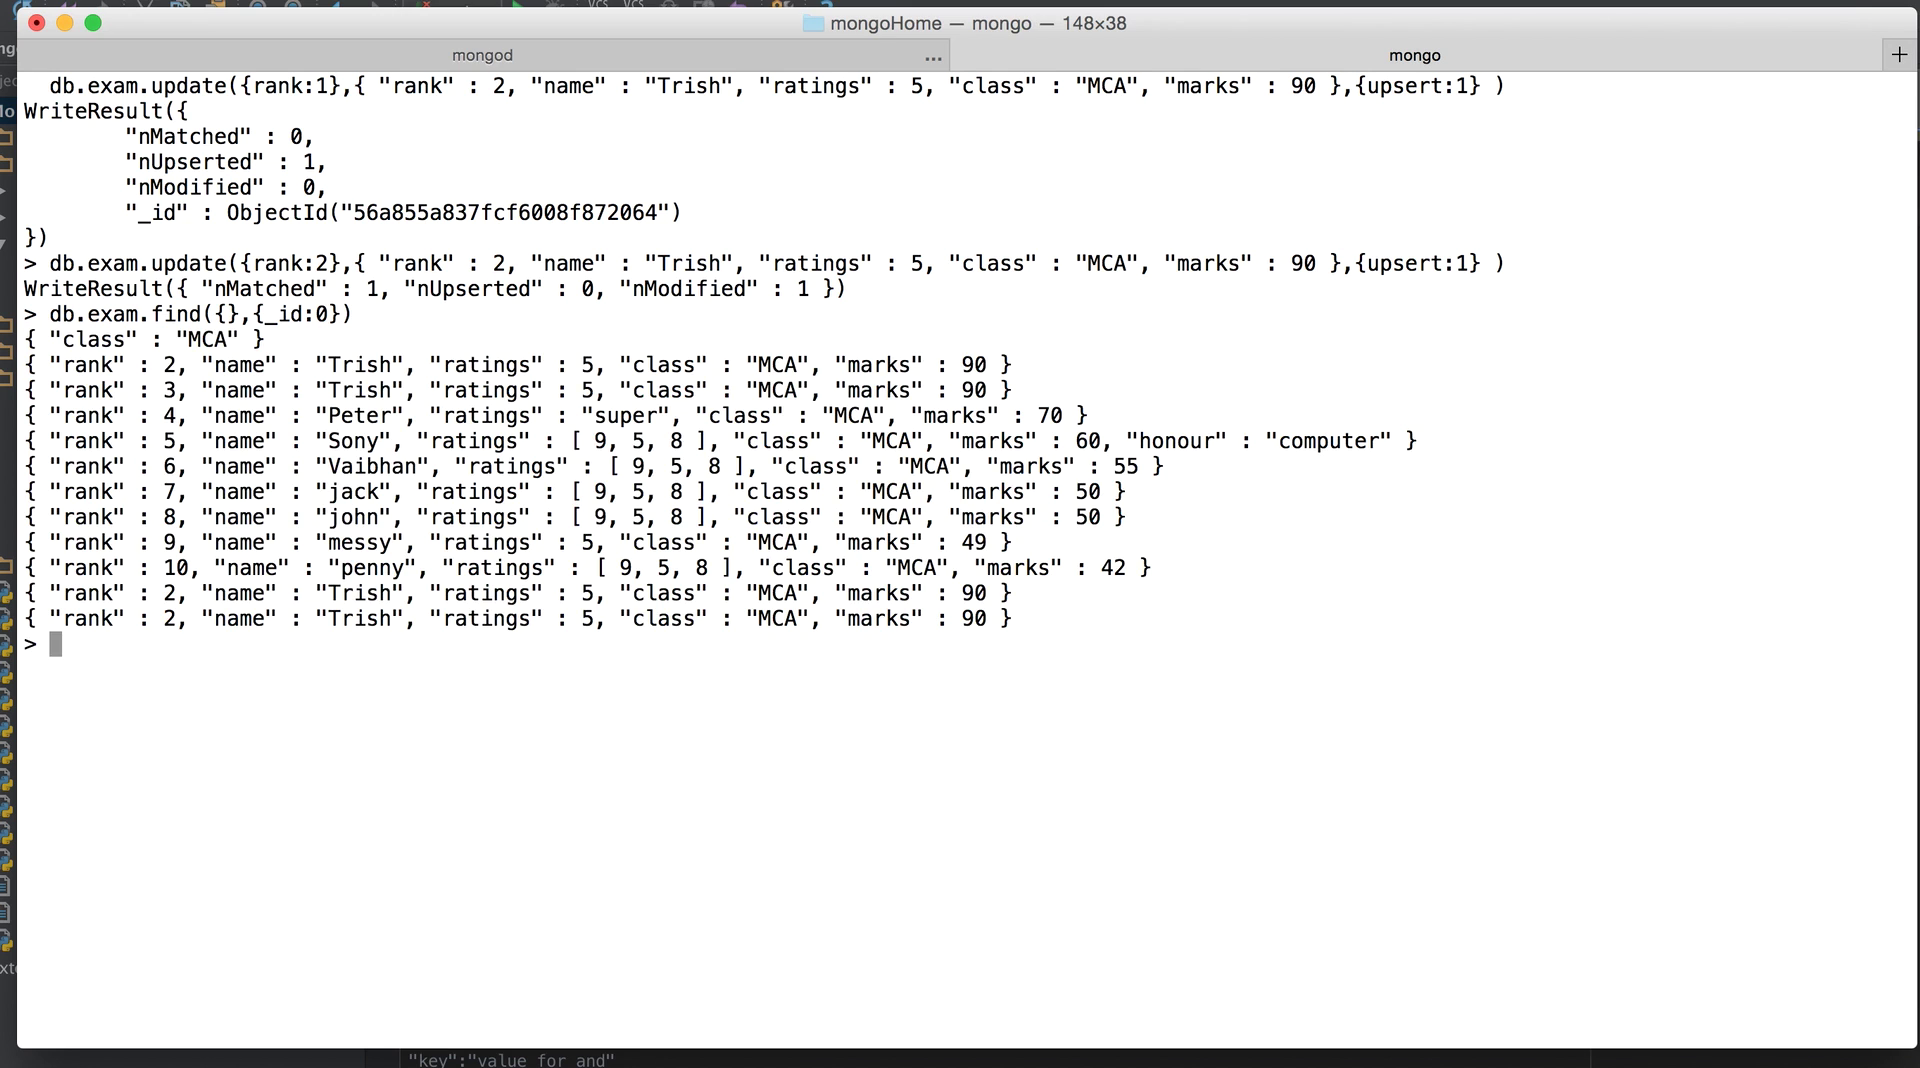 mongoHome — mongo — 148×38
mongod
...
mongo
+
db.exam.update({rank:1},{ "rank" : 2, "name" : "Trish", "ratings" : 5, "class" : "MCA", "marks" : 90 },{upsert:1} )
WriteResult({
"nMatched" : 0,
"nUpserted" : 1,
"nModified" : 0,
"_id" : ObjectId("56a855a837fcf6008f872064")
})
> db.exam.update({rank:2},{ "rank" : 2, "name" : "Trish", "ratings" : 5, "class" : "MCA", "marks" : 90 },{upsert:1} )
WriteResult({ "nMatched" : 1, "nUpserted" : 0, "nModified" : 1 })
> db.exam.find({},{_id:0})
{ "class" : "MCA" }
{ "rank" : 2, "name" : "Trish", "ratings" : 5, "class" : "MCA", "marks" : 90 }
{ "rank" : 3, "name" : "Trish", "ratings" : 5, "class" : "MCA", "marks" : 90 }
{ "rank" : 4, "name" : "Peter", "ratings" : "super", "class" : "MCA", "marks" : 70 }
{ "rank" : 5, "name" : "Sony", "ratings" : [ 9, 5, 8 ], "class" : "MCA", "marks" : 60, "honour" : "computer" }
{ "rank" : 6, "name" : "Vaibhan", "ratings" : [ 9, 5, 8 ], "class" : "MCA", "marks" : 55 }
{ "rank" : 7, "name" : "jack", "ratings" : [ 9, 5, 8 ], "class" : "MCA", "marks" : 50 }
{ "rank" : 8, "name" : "john", "ratings" : [ 9, 5, 8 ], "class" : "MCA", "marks" : 50 }
{ "rank" : 9, "name" : "messy", "ratings" : 5, "class" : "MCA", "marks" : 49 }
{ "rank" : 10, "name" : "penny", "ratings" : [ 9, 5, 8 ], "class" : "MCA", "marks" : 42 }
{ "rank" : 2, "name" : "Trish", "ratings" : 5, "class" : "MCA", "marks" : 90 }
{ "rank" : 2, "name" : "Trish", "ratings" : 5, "class" : "MCA", "marks" : 90 }
>
"key":"value for and"